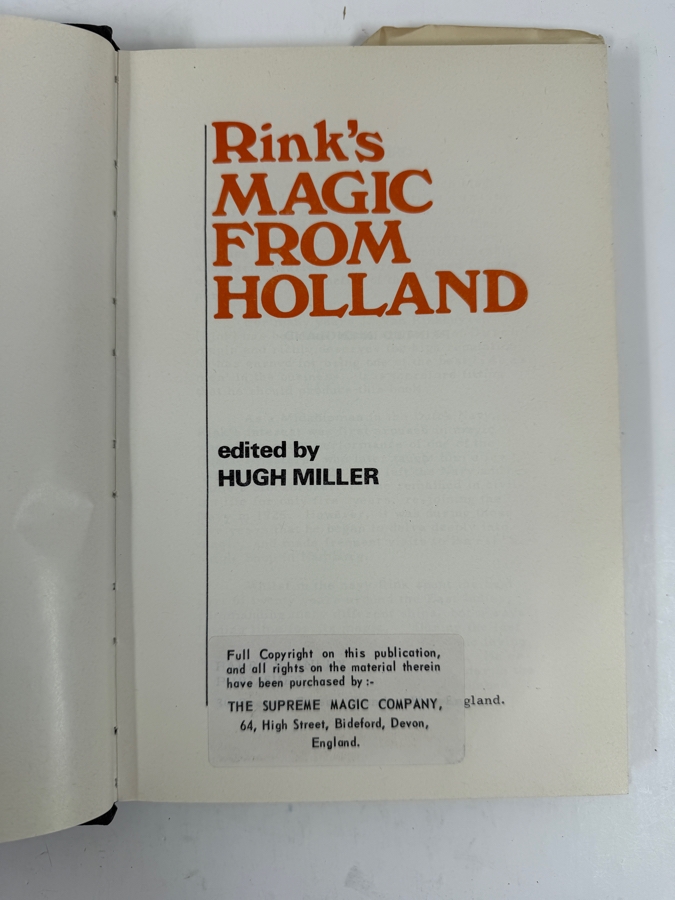 Rink's
MAGIC
FROM
HOLLAND
edited by
HUGH MILLER
Full Copyright on this publication,
and all rights on the material therein
have been purchased by :-
THE SUPREME MAGIC COMPANY,
64, High Street, Bideford, Devon,
England.
gland.